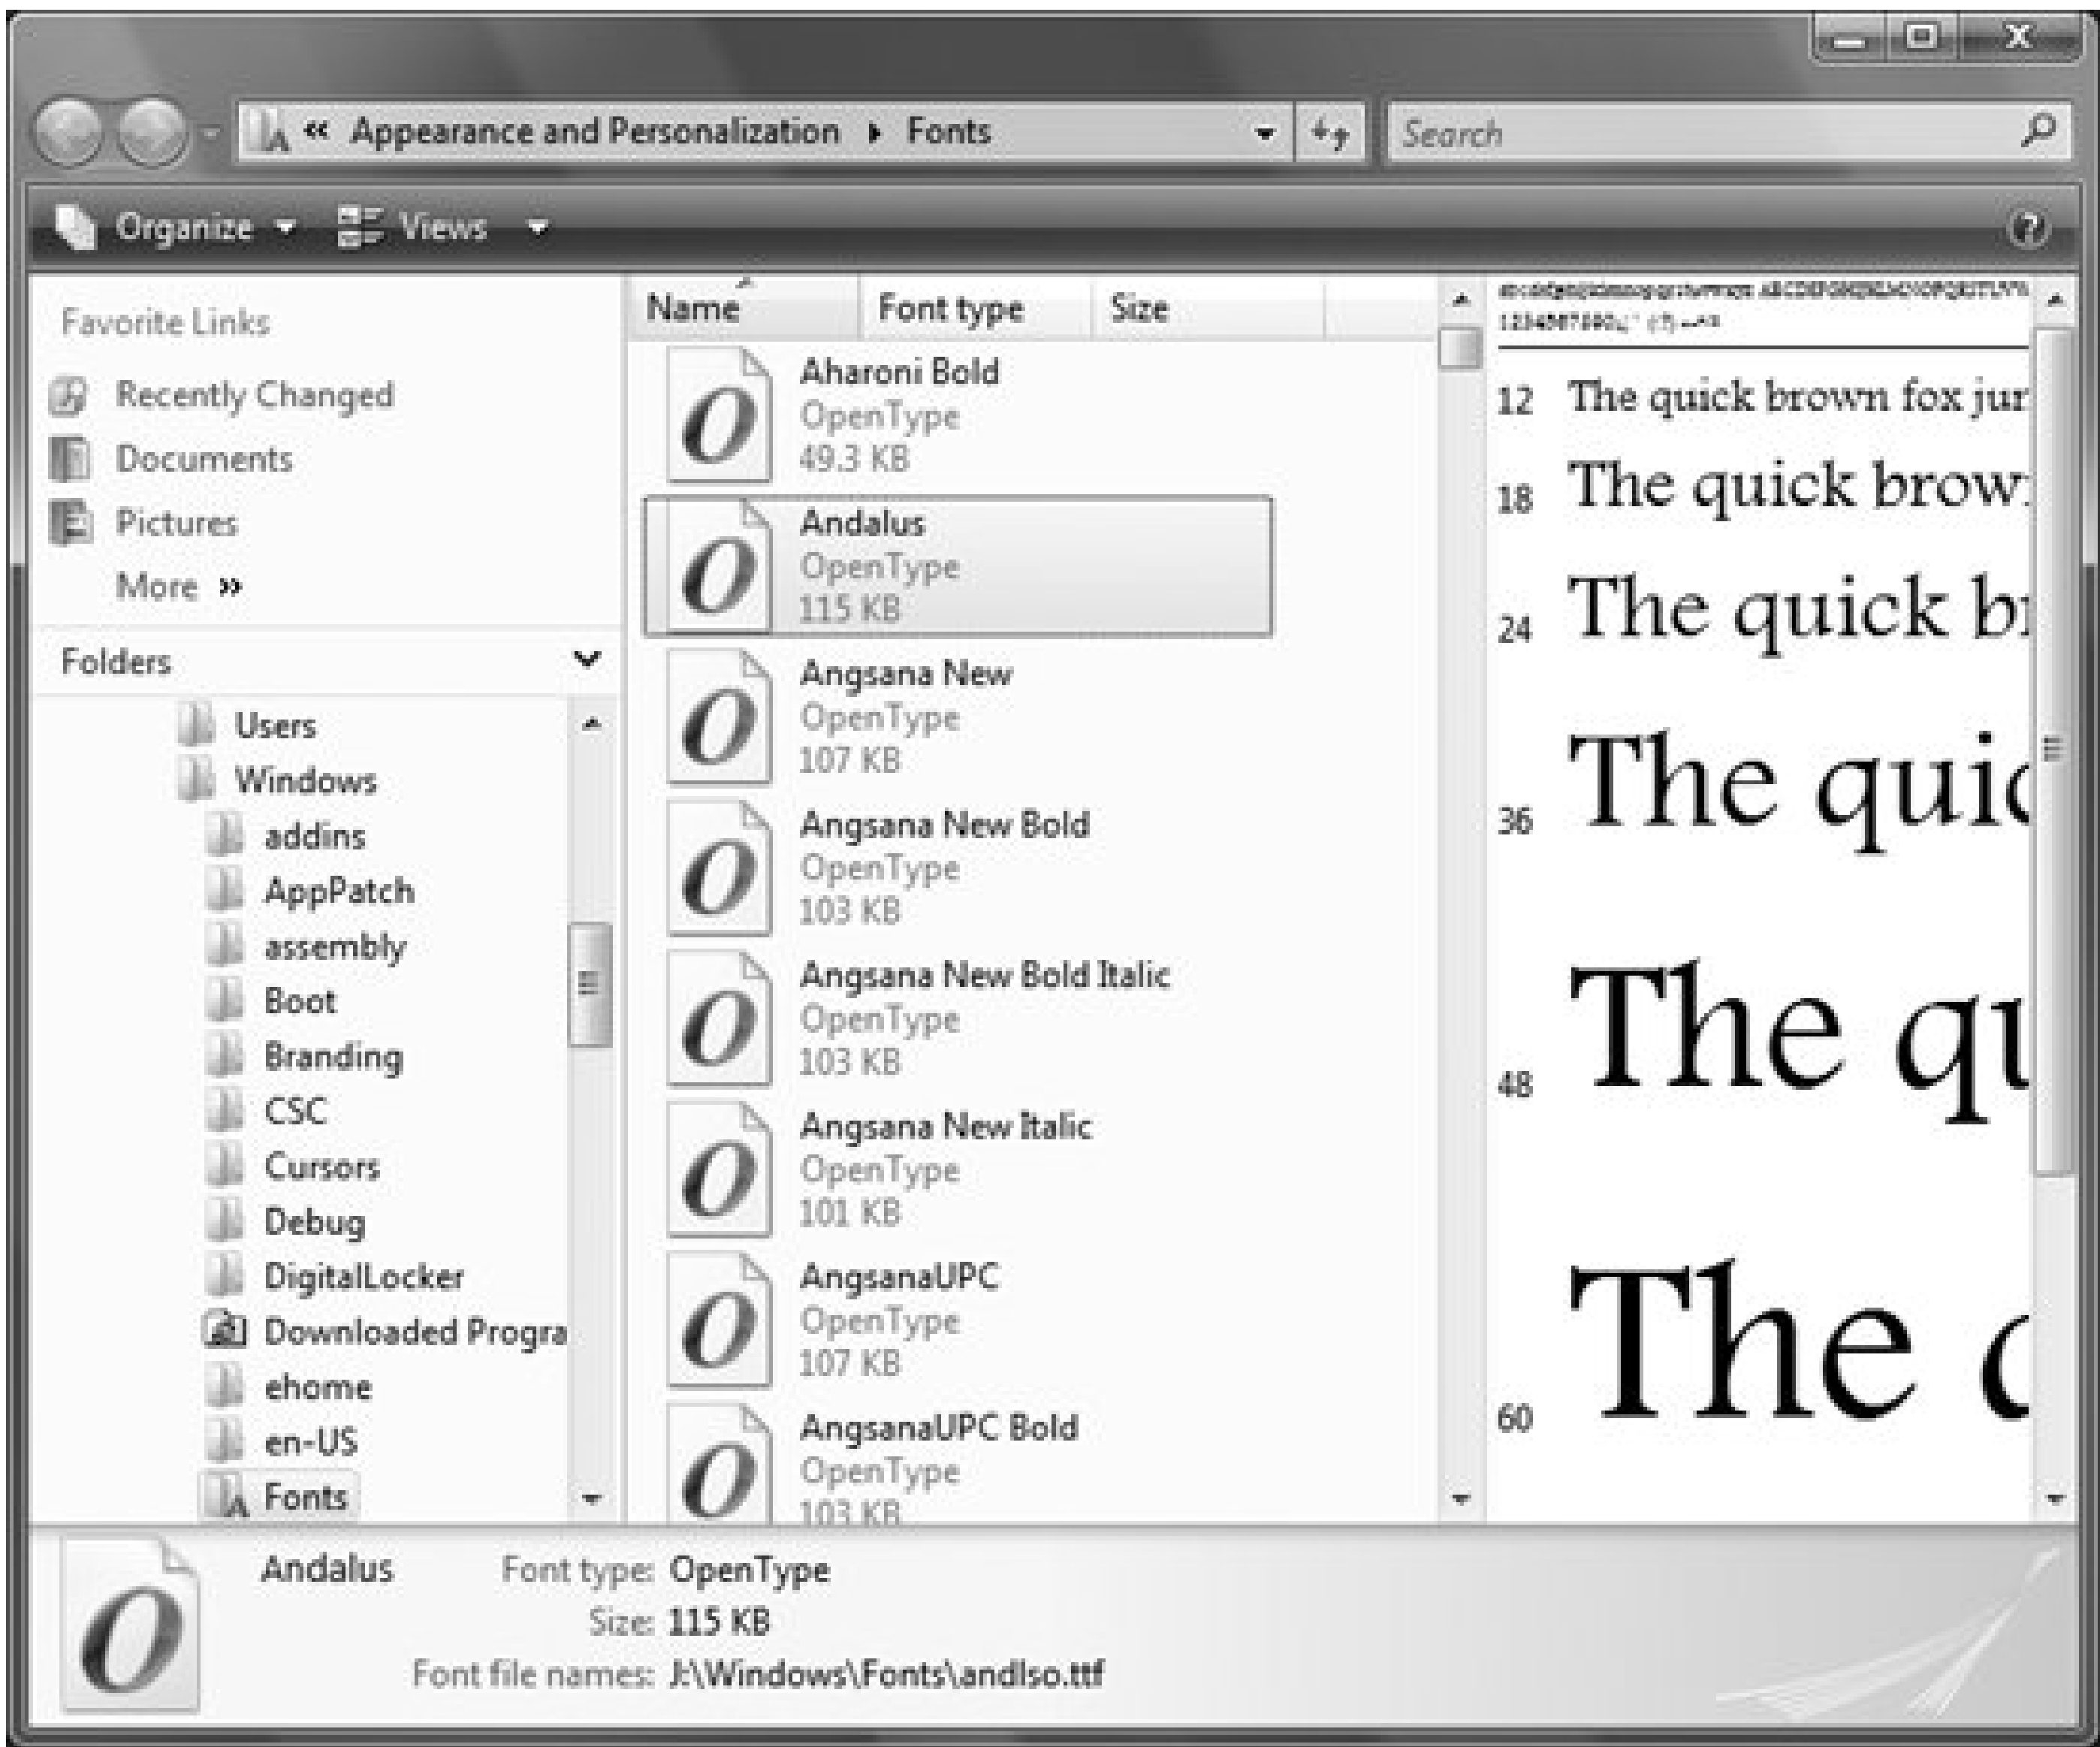 « Appearance and Personalization ▸ Fonts
Search
Organize
Views
Favorite Links
Recently Changed
Documents
Pictures
More »
Folders
Users
Windows
addins
AppPatch
assembly
Boot
Branding
CSC
Cursors
Debug
DigitalLocker
Downloaded Progra
ehome
en-US
Fonts
Name Font type Size
Aharoni Bold
OpenType
49.3 KB
Andalus
OpenType
115 KB
Angsana New
OpenType
107 KB
Angsana New Bold
OpenType
103 KB
Angsana New Bold Italic
OpenType
103 KB
Angsana New Italic
OpenType
101 KB
AngsanaUPC
OpenType
107 KB
AngsanaUPC Bold
OpenType
103 KB
12 The quick brown fox jur
18 The quick brow
24 The quick b
36 The quic
48 The qu
60 The
Andalus
Font type: OpenType
Size: 115 KB
Font file names: J:\Windows\Fonts\andlso.ttf